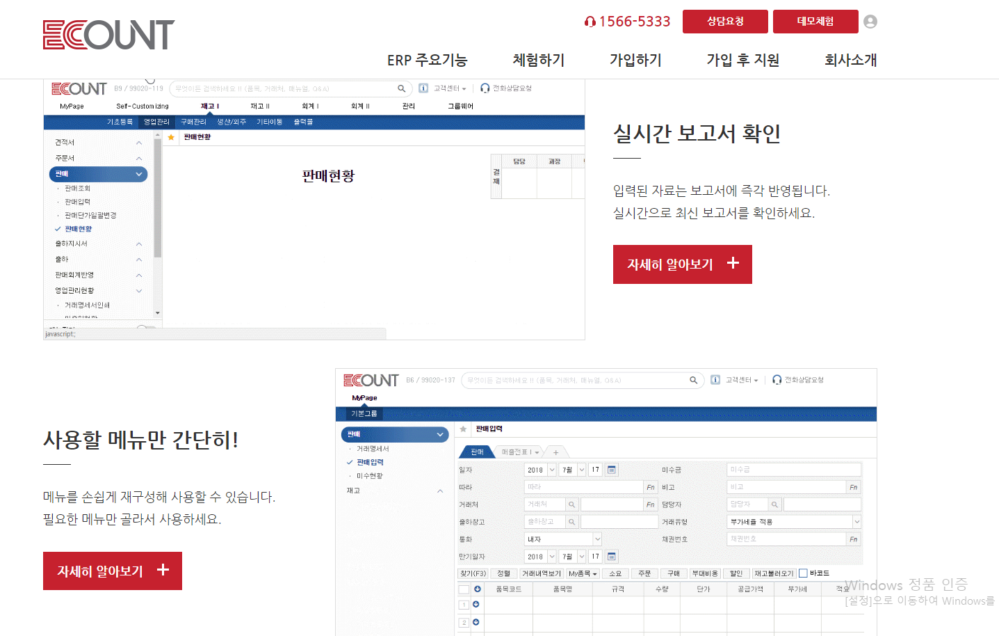 ECOUNT
1566-5333
상담요청
데모체험
ERP 주요기능
체험하기
가입하기
가입 후 지원
회사소개
ECOUNT
B9 / 99020-119
무엇이든 검색하세요 !! (품목, 거래처, 매뉴얼, Q&A)
고객센터
전화상담요청
MyPage
Self-Customizing
재고 I
재고 II
회계 I
회계 II
관리
그룹웨어
기초등록
영업관리
구매관리
생산/외주
기타이동
출력물
견적서
주문서
판매
판매조회
판매입력
판매단가일괄변경
판매현황
출하지시서
출하
판매회계반영
영업관리현황
거래명세서인쇄
javascript:;
판매현황
판매현황
결재
담당
과장
실시간 보고서 확인
입력된 자료는 보고서에 즉각 반영됩니다.
실시간으로 최신 보고서를 확인하세요.
자세히 알아보기 +
사용할 메뉴만 간단히!
메뉴를 손쉽게 재구성해 사용할 수 있습니다.
필요한 메뉴만 골라서 사용하세요.
자세히 알아보기 +
ECOUNT
B6 / 99020-137
무엇이든 검색하세요 !! (품목, 거래처, 매뉴얼, Q&A)
고객센터
전화상담요청
MyPage
기본그룹
판매
거래명세서
판매입력
미수현황
재고
판매입력
판매
매출전표 I
+
일자
2018
7월
17
미수금
미수금
따라
따라
Fn
비고
비고
Fn
거래처
거래처
Fn
담당자
담당자
출하창고
출하창고
거래유형
부가세율 적용
통화
내자
채권번호
채권번호
Fn
만기일자
2018
7월
17
찾기(F3)
정렬
거래내역보기
My품목
소요
주문
구매
부대비용
할인
재고불러오기
바코드
품목코드
품목명
규격
수량
단가
공급가액
부가세
적요
1
2
Windows 정품 인증
[설정]으로 이동하여 Windows를